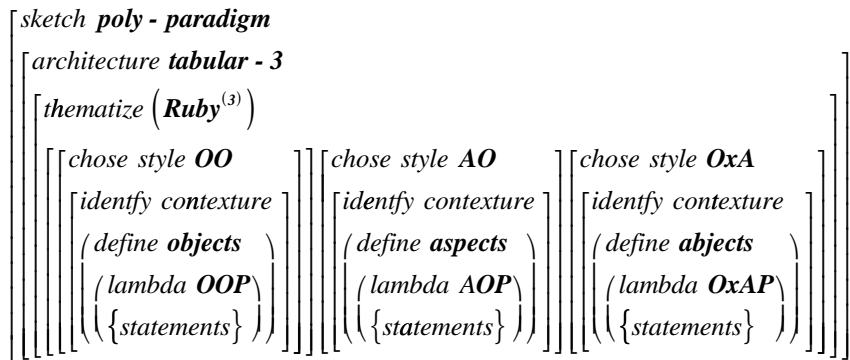 sketch poly - paradigm
architecture tabular - 3
thematize (Ruby^(3))
chose style OO chose style AO chose style OxA
identfy contexture identfy contexture identfy contexture
(define objects) (define aspects) (define abjects)
(lambda OOP) (lambda AOP) (lambda OxAP)
{statements} {statements} {statements}